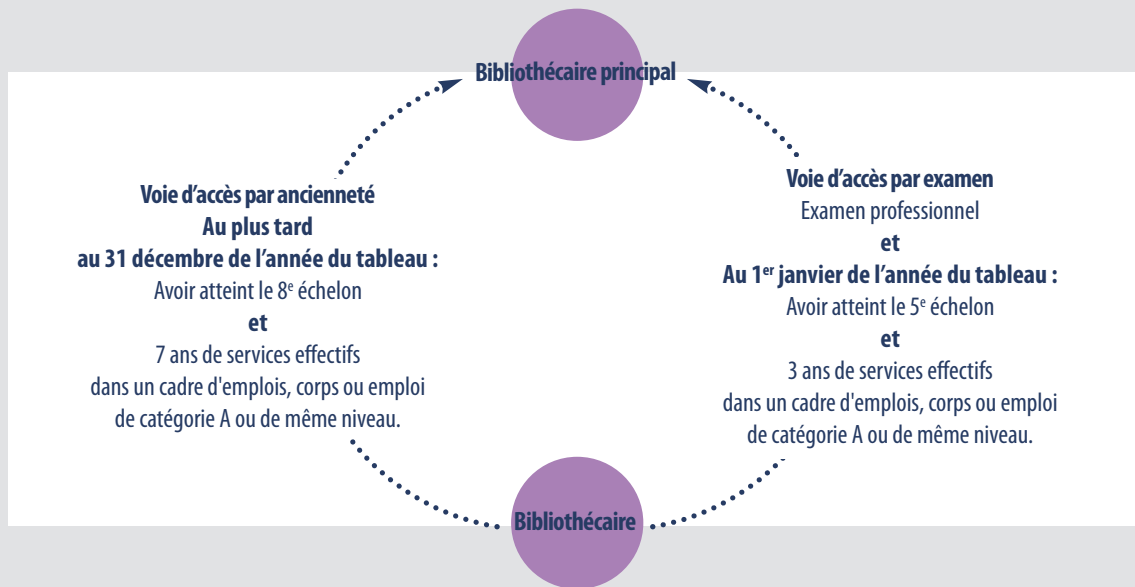 Bibliothécaire principal
Voie d'accès par ancienneté
Au plus tard
au 31 décembre de l'année du tableau :
Avoir atteint le 8e échelon
et
7 ans de services effectifs
dans un cadre d'emplois, corps ou emploi
de catégorie A ou de même niveau.
Voie d'accès par examen
Examen professionnel
et
Au 1er janvier de l'année du tableau :
Avoir atteint le 5e échelon
et
3 ans de services effectifs
dans un cadre d'emplois, corps ou emploi
de catégorie A ou de même niveau.
Bibliothécaire